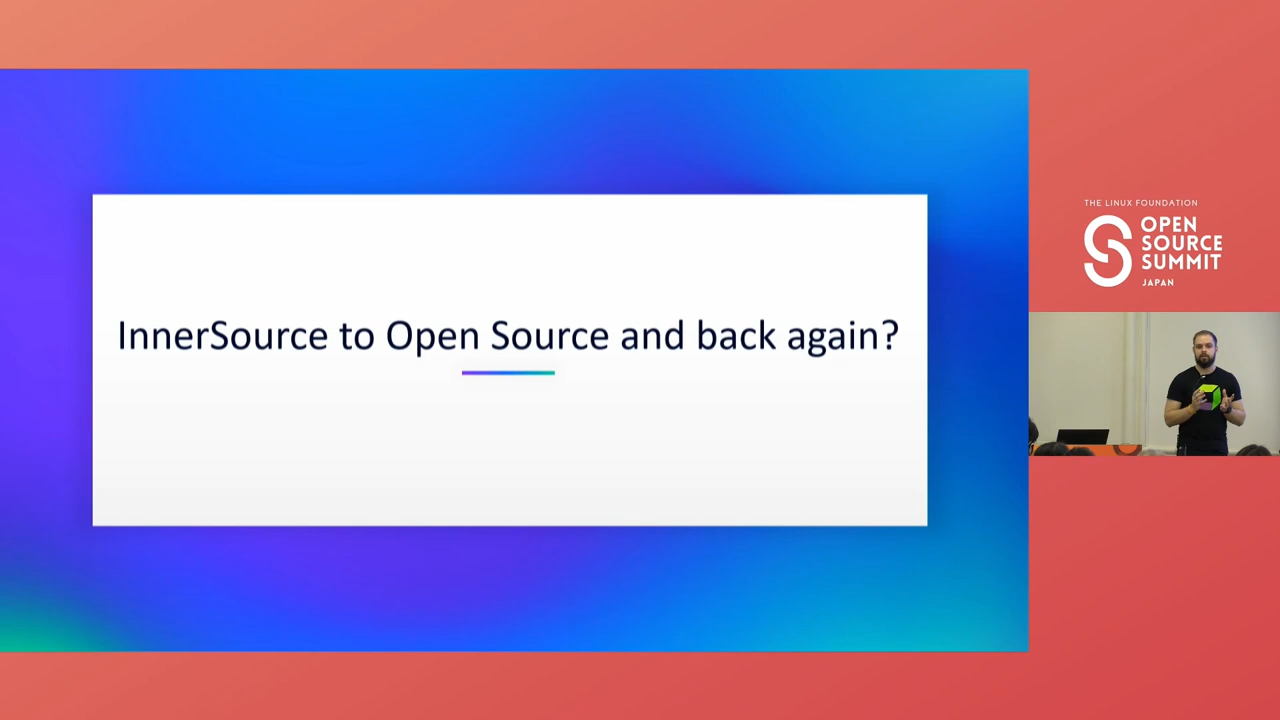 InnerSource to Open Source and back again?
THE LINUX FOUNDATION
OPEN
SOURCE
SUMMIT
JAPAN